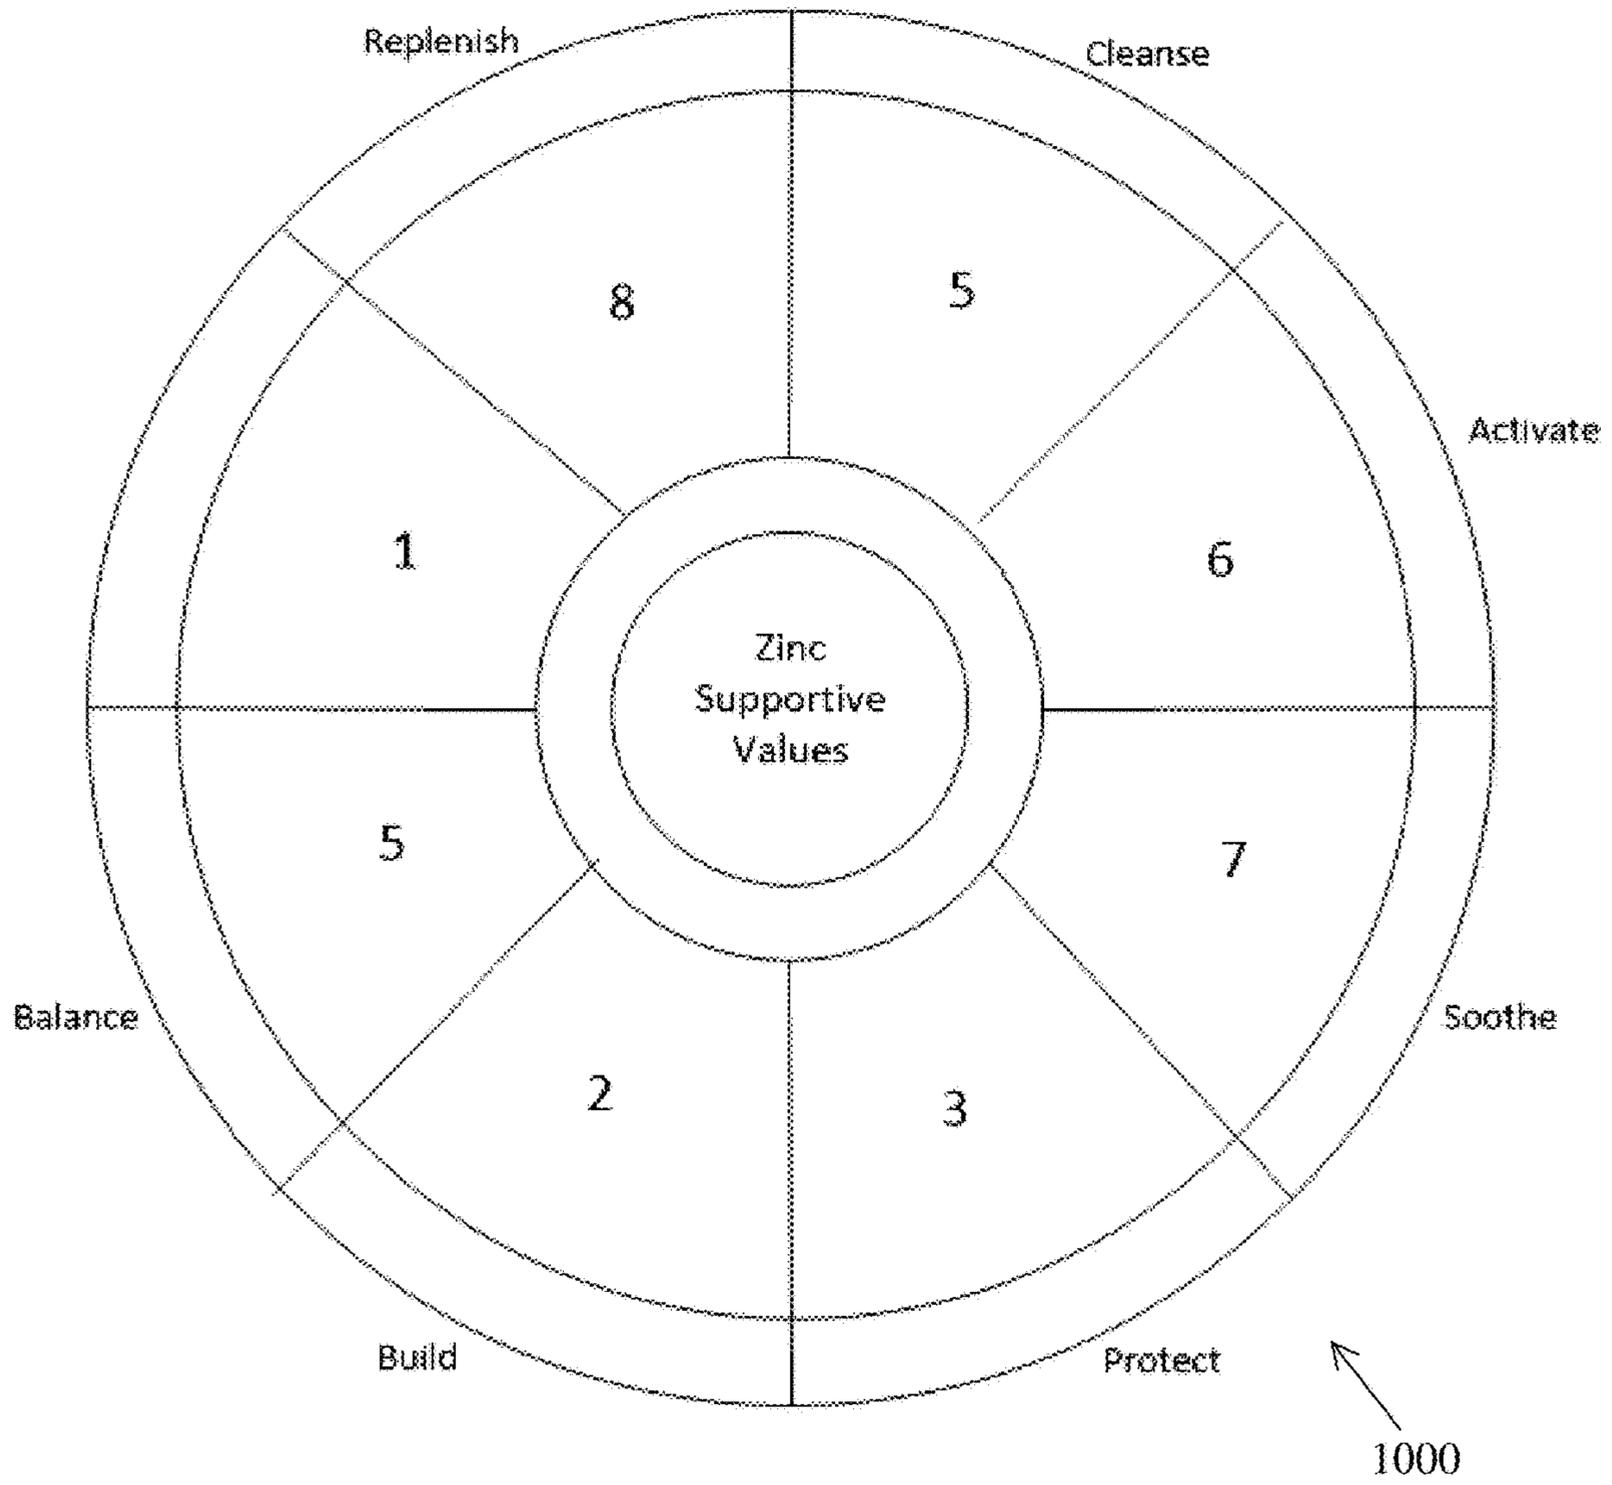 Replenish
Cleanse
8
5
Activate
1
6
Zinc
Supportive
Values
5
7
Balance
Soothe
2
3
Build
Protect
1000